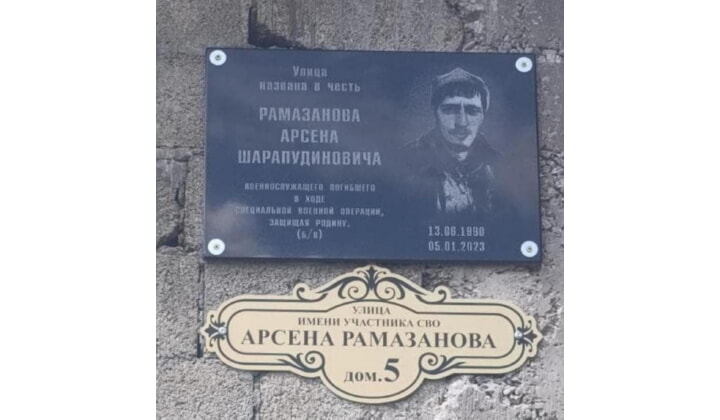 Улица
названа в честь
РАМАЗАНОВА
АРСЕНА
ШАРАПУДИНОВИЧА
ВОЕННОСЛУЖАЩЕГО ПОГИБШЕГО
В ХОДЕ
СПЕЦИАЛЬНОЙ ВОЕННОЙ ОПЕРАЦИИ,
ЗАЩИЩАЯ РОДИНУ.
(Б/В)
13.06.1990
05.01.2023
УЛИЦА
ИМЕНИ УЧАСТНИКА СВО
АРСЕНА РАМАЗАНОВА
дом.5